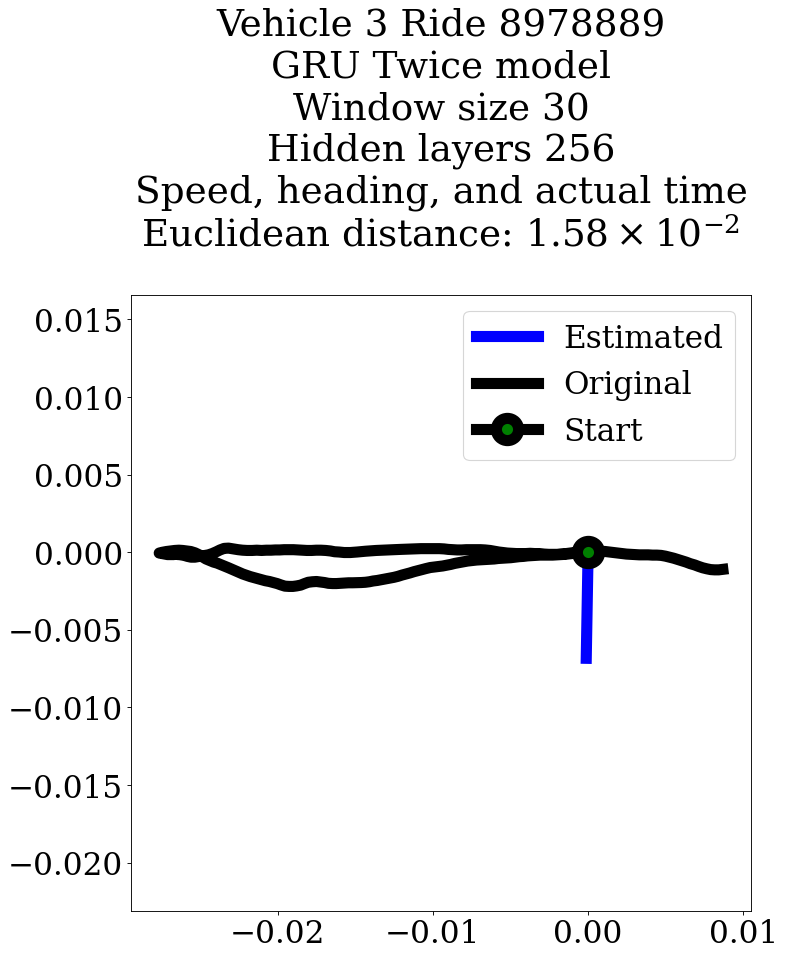 Vehicle 3 Ride 8978889
GRU Twice model
Window size 30
Hidden layers 256
Speed, heading, and actual time
Euclidean distance: 1.58 × 10⁻²
Estimated
Original
Start
0.015
0.010
0.005
0.000
−0.005
−0.010
−0.015
−0.020
−0.02
−0.01
0.00
0.01